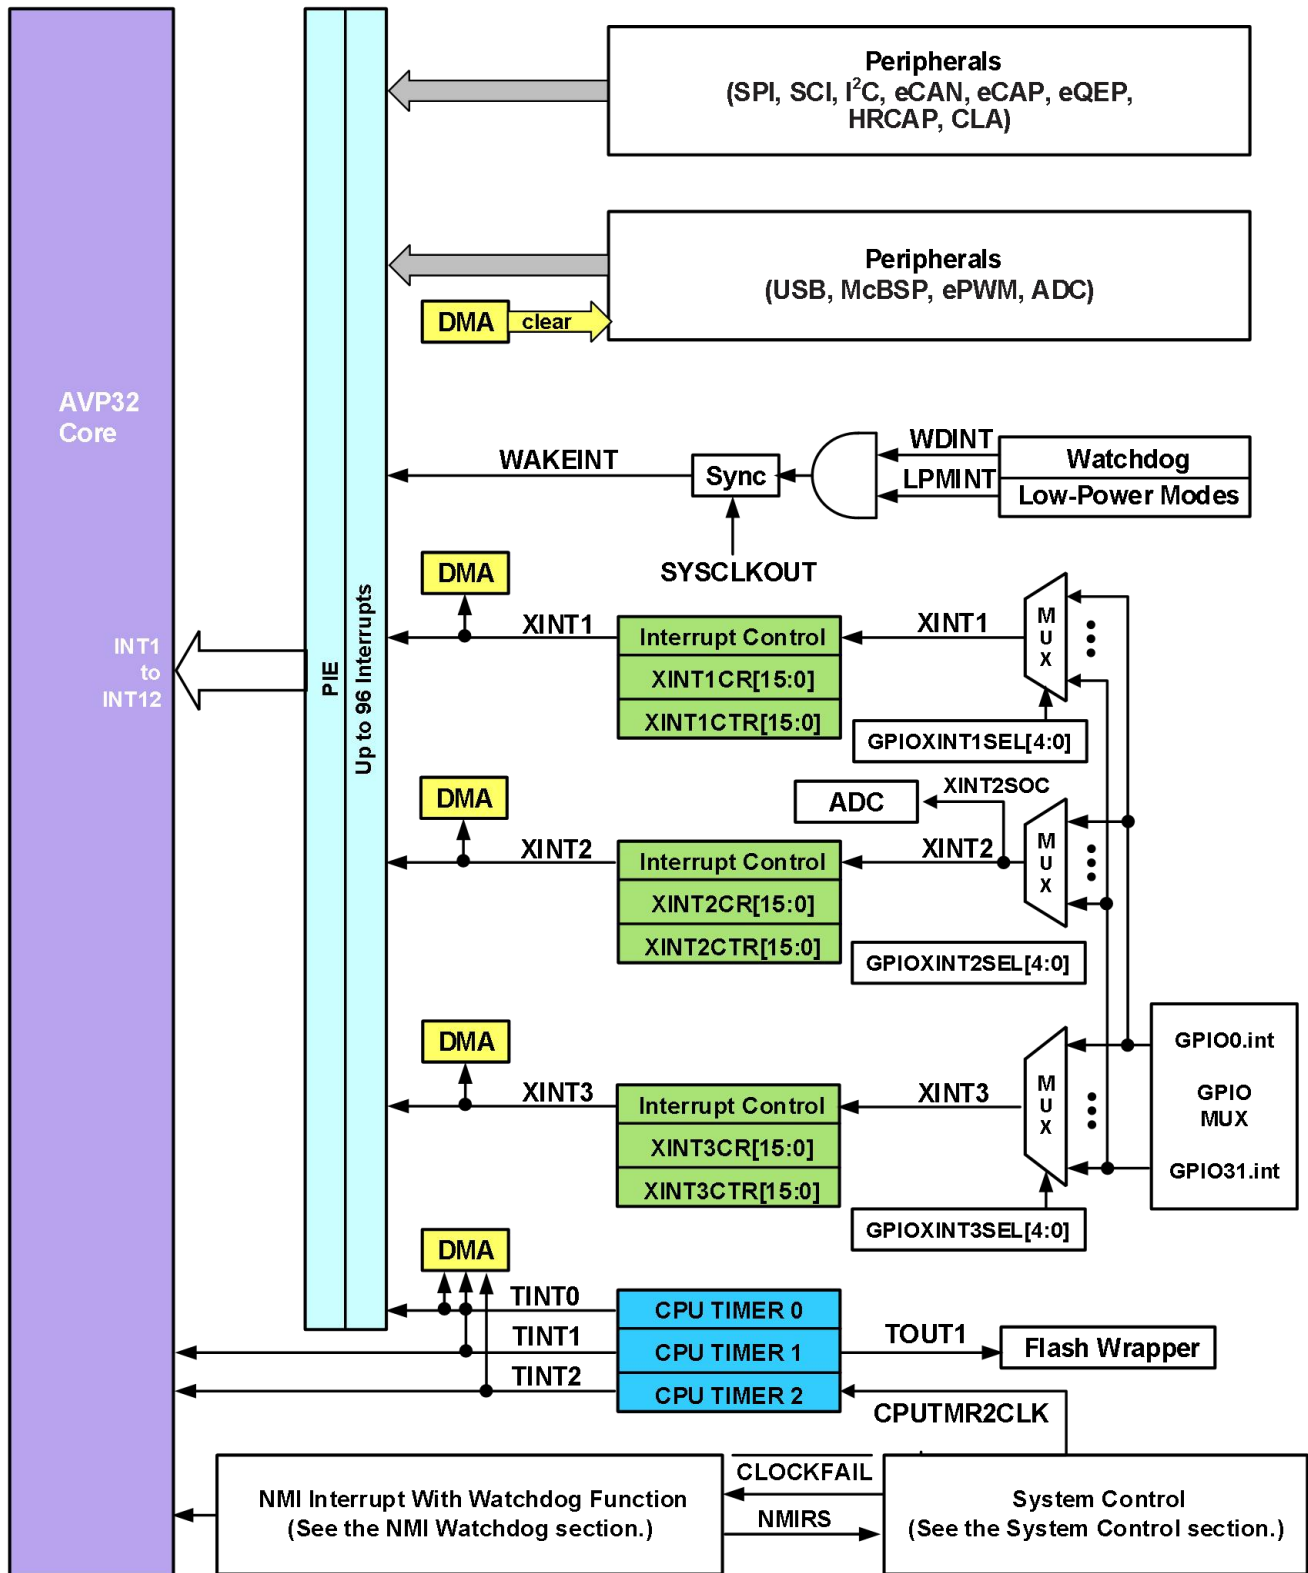 Peripherals
(SPI, SCI, I²C, eCAN, eCAP, eQEP,
HRCAP, CLA)
Peripherals
(USB, McBSP, ePWM, ADC)
DMA
clear
AVP32
Core
WAKEINT
Sync
WDINT
LPMINT
Watchdog
Low-Power Modes
SYSCLKOUT
INT1
to
INT12
PIE
Up to 96 Interrupts
DMA
XINT1
Interrupt Control
XINT1CR[15:0]
XINT1CTR[15:0]
XINT1
MUX
GPIOXINT1SEL[4:0]
DMA
XINT2
Interrupt Control
XINT2CR[15:0]
XINT2CTR[15:0]
ADC
XINT2SOC
XINT2
MUX
GPIOXINT2SEL[4:0]
DMA
XINT3
Interrupt Control
XINT3CR[15:0]
XINT3CTR[15:0]
XINT3
MUX
GPIOXINT3SEL[4:0]
GPIO0.int
GPIO
MUX
GPIO31.int
DMA
TINT0
CPU TIMER 0
TINT1
CPU TIMER 1
TOUT1
Flash Wrapper
TINT2
CPU TIMER 2
CPUTMR2CLK
NMI Interrupt With Watchdog Function
(See the NMI Watchdog section.)
CLOCKFAIL
NMIRS
System Control
(See the System Control section.)